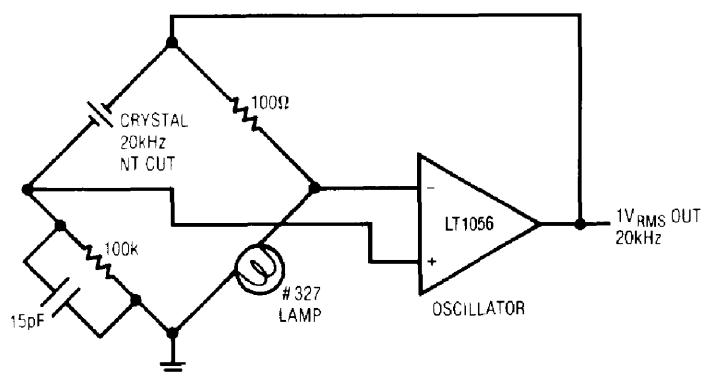 100Ω
CRYSTAL
20kHz
NT CUT
−
LT1056
+
1VRMS OUT
20kHz
100k
15pF
#327
LAMP
OSCILLATOR